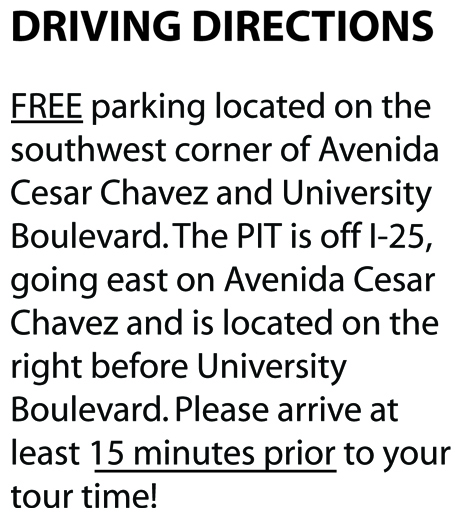 DRIVING DIRECTIONS
FREE parking located on the
southwest corner of Avenida
Cesar Chavez and University
Boulevard. The PIT is off I-25,
going east on Avenida Cesar
Chavez and is located on the
right before University
Boulevard. Please arrive at
least 15 minutes prior to your
tour time!